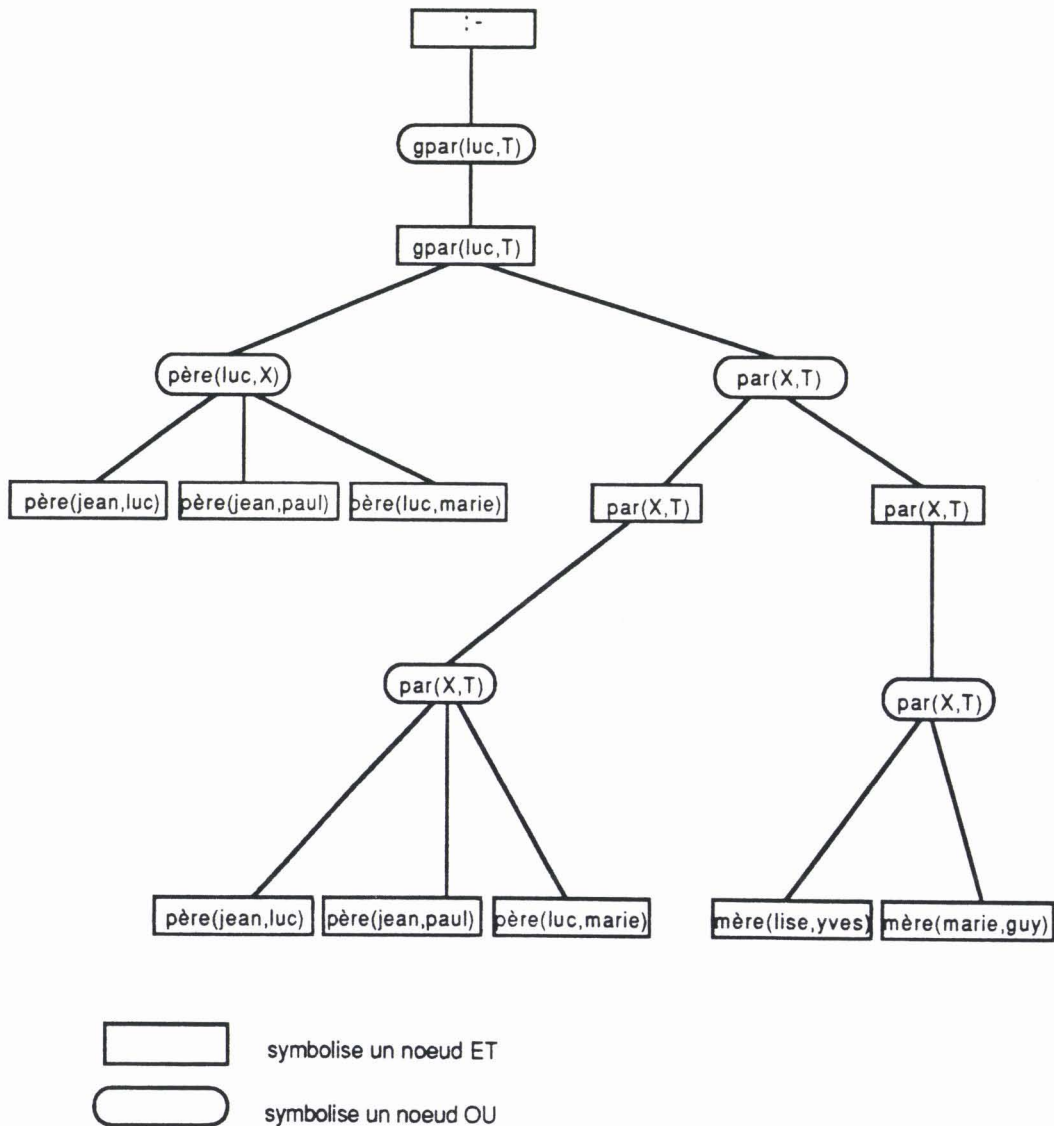 :-
gpar(luc,T)
gpar(luc,T)
père(luc,X)
par(X,T)
père(jean,luc)
père(jean,paul)
père(luc,marie)
par(X,T)
par(X,T)
par(X,T)
par(X,T)
père(jean,luc)
père(jean,paul)
père(luc,marie)
mère(lise,yves)
mère(marie,guy)
symbolise un noeud ET
symbolise un noeud OU